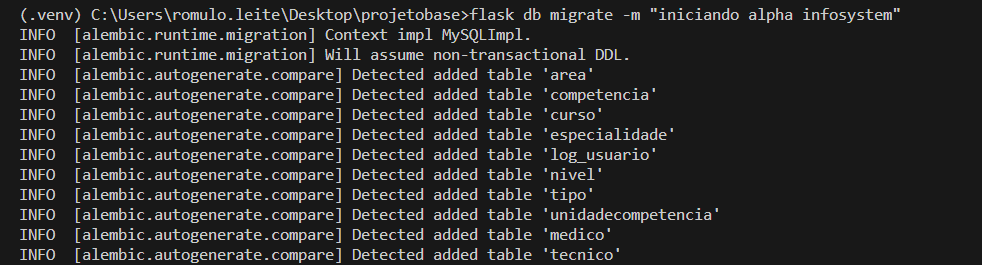 (.venv) C:\Users\romulo.leite\Desktop\projetobase>flask db migrate -m "iniciando alpha infosystem"
INFO  [alembic.runtime.migration] Context impl MySQLImpl.
INFO  [alembic.runtime.migration] Will assume non-transactional DDL.
INFO  [alembic.autogenerate.compare] Detected added table 'area'
INFO  [alembic.autogenerate.compare] Detected added table 'competencia'
INFO  [alembic.autogenerate.compare] Detected added table 'curso'
INFO  [alembic.autogenerate.compare] Detected added table 'especialidade'
INFO  [alembic.autogenerate.compare] Detected added table 'log_usuario'
INFO  [alembic.autogenerate.compare] Detected added table 'nivel'
INFO  [alembic.autogenerate.compare] Detected added table 'tipo'
INFO  [alembic.autogenerate.compare] Detected added table 'unidadecompetencia'
INFO  [alembic.autogenerate.compare] Detected added table 'medico'
INFO  [alembic.autogenerate.compare] Detected added table 'tecnico'